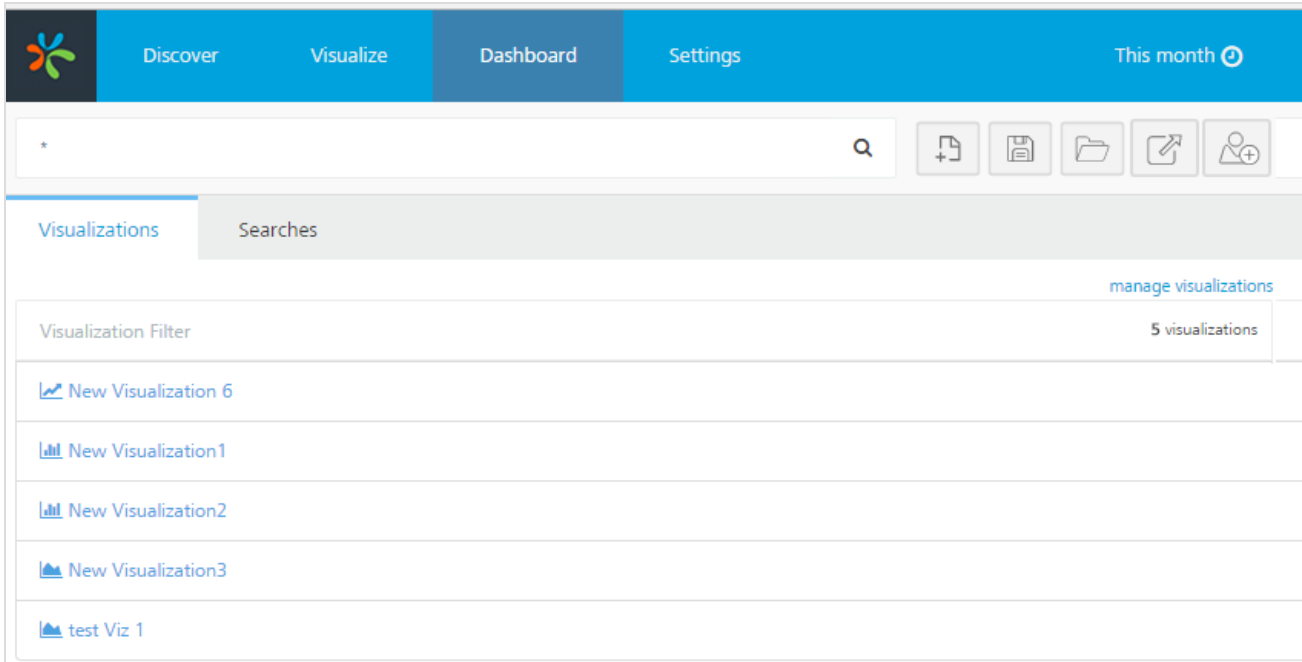 Discover Visualize Dashboard Settings This month
*
Visualizations Searches
manage visualizations
Visualization Filter 5 visualizations
New Visualization 6
New Visualization1
New Visualization2
New Visualization3
test Viz 1